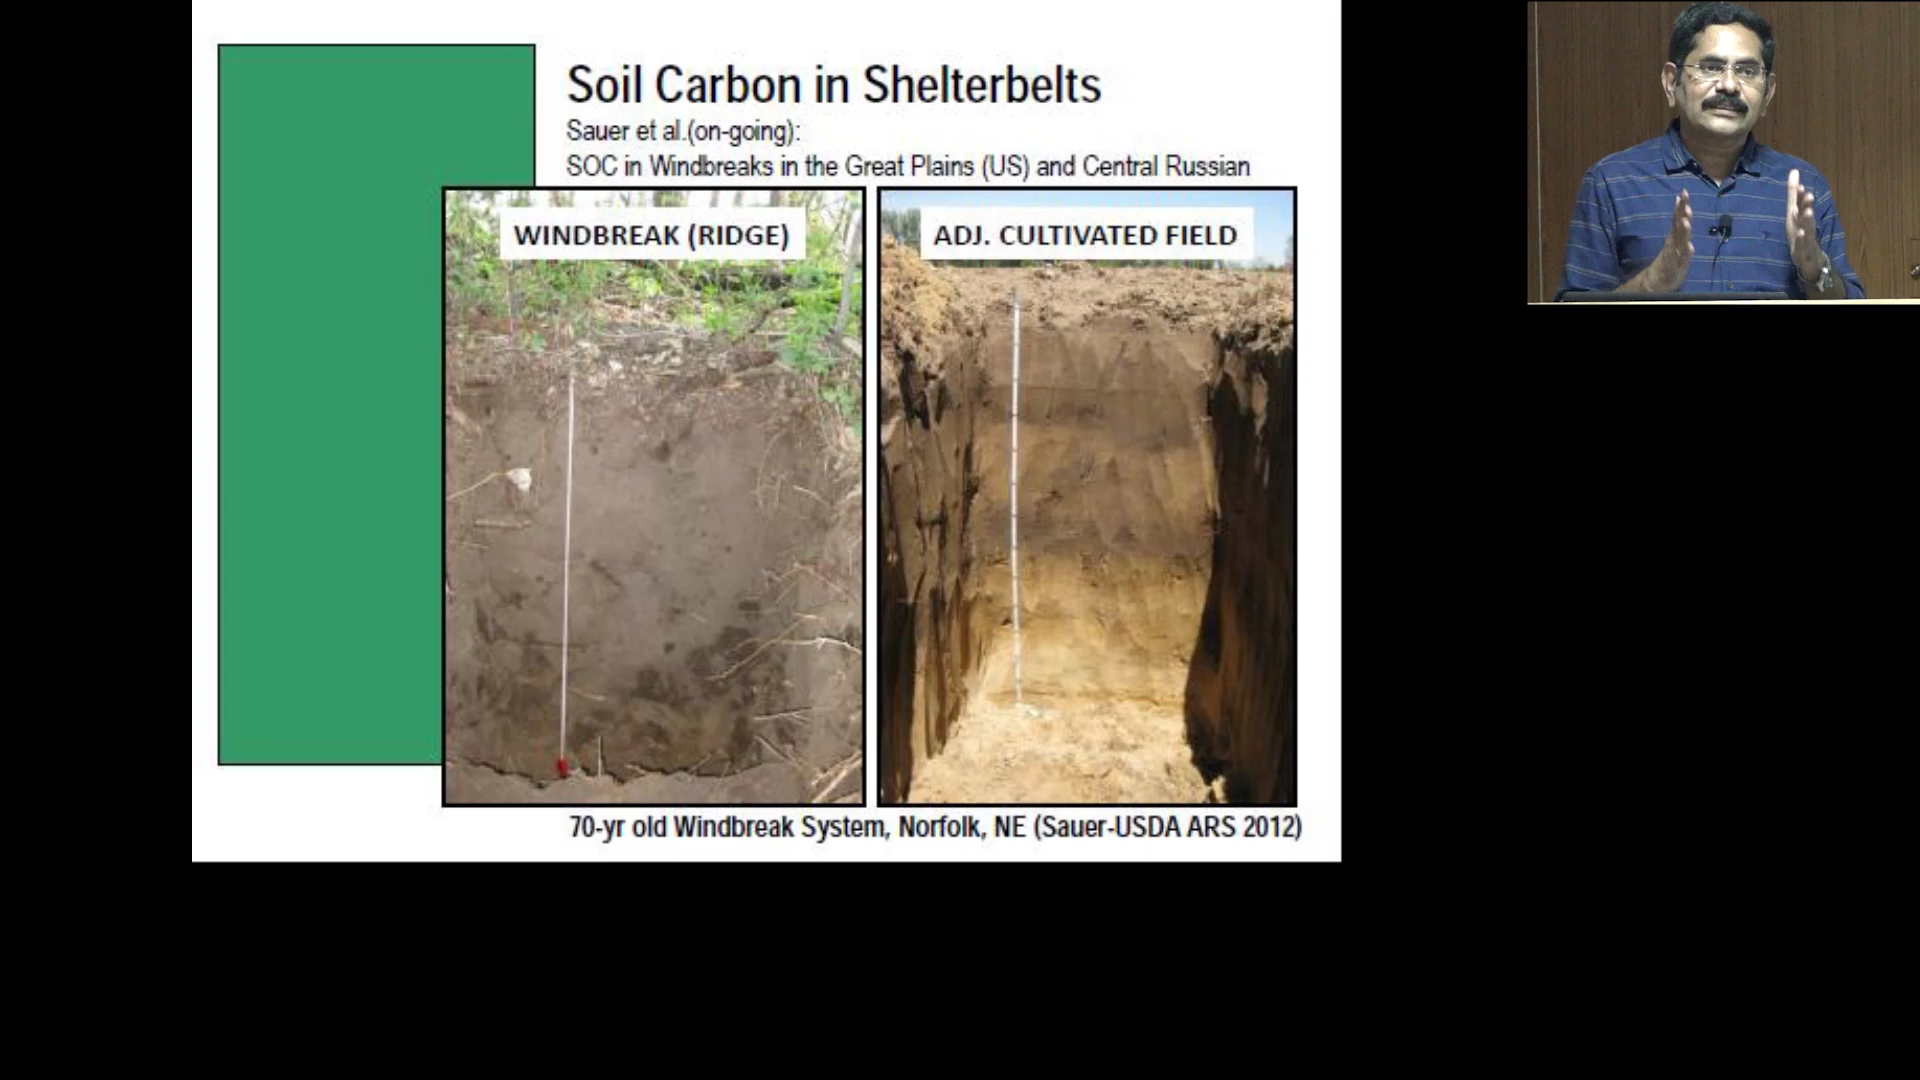 Soil Carbon in Shelterbelts
Sauer et al.(on-going):
SOC in Windbreaks in the Great Plains (US) and Central Russian
WINDBREAK (RIDGE)
ADJ. CULTIVATED FIELD
70-yr old Windbreak System, Norfolk, NE (Sauer-USDA ARS 2012)